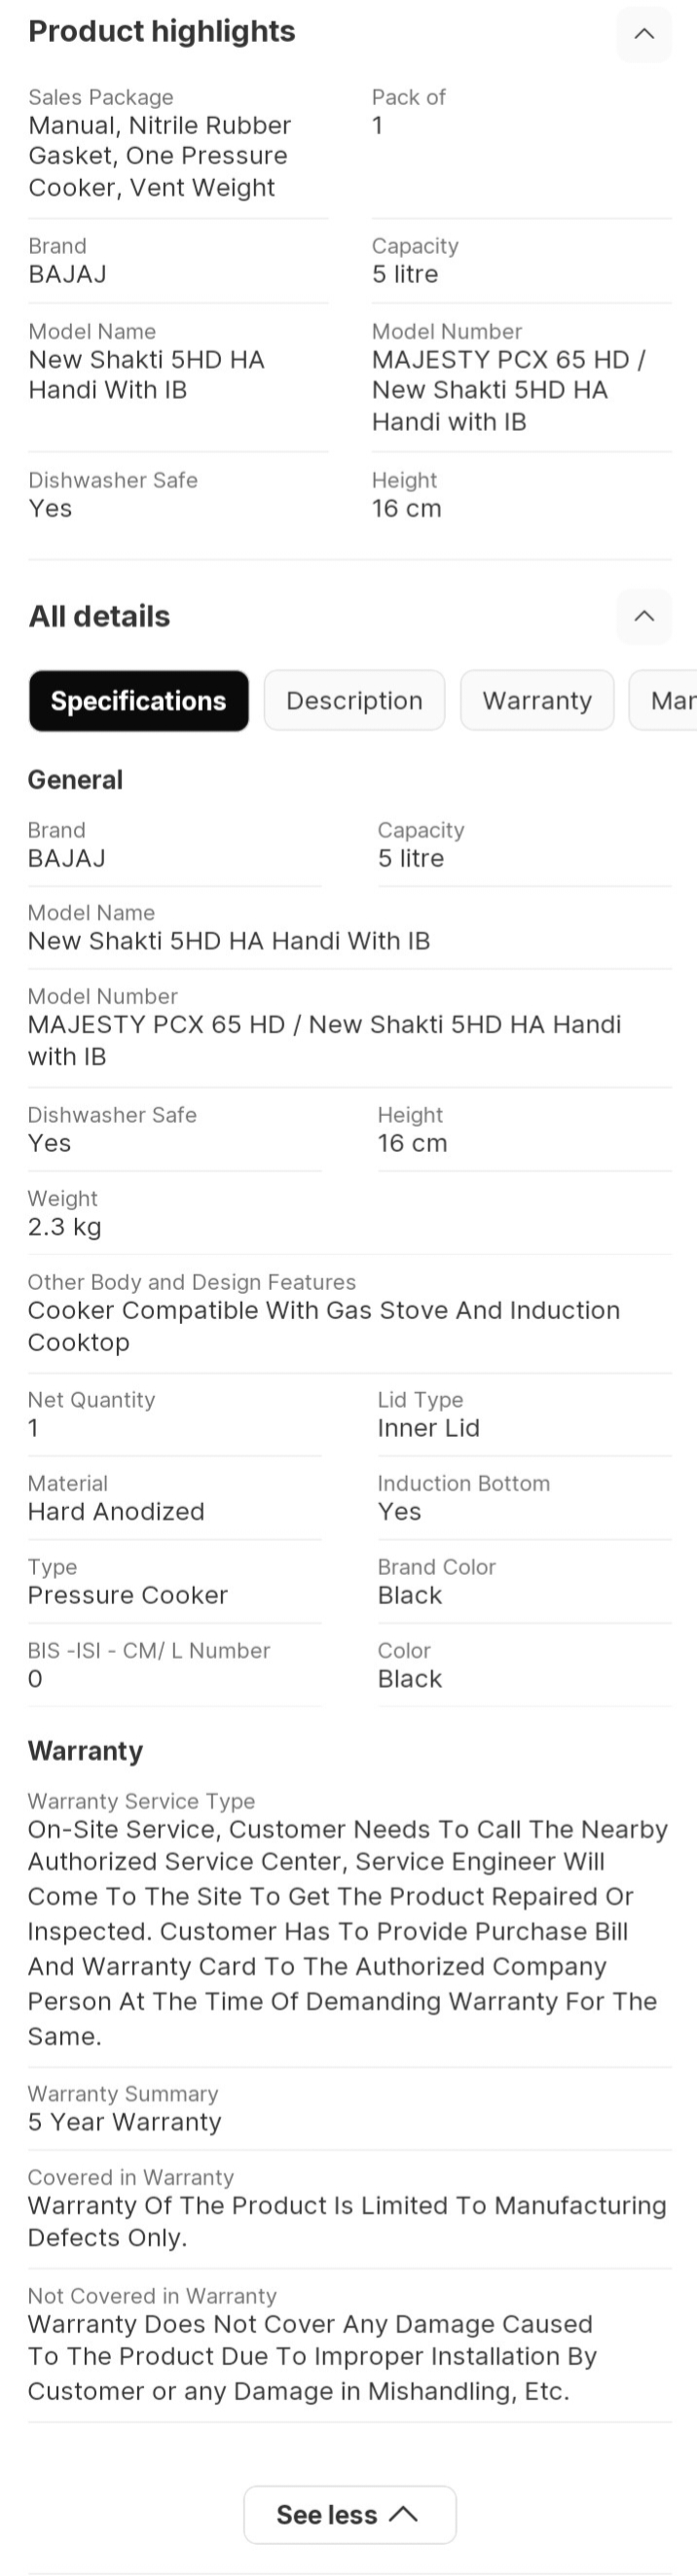 Product highlights
Sales Package
Manual, Nitrile Rubber
Gasket, One Pressure
Cooker, Vent Weight
Pack of
1
Brand
BAJAJ
Capacity
5 litre
Model Name
New Shakti 5HD HA
Handi With IB
Model Number
MAJESTY PCX 65 HD /
New Shakti 5HD HA
Handi with IB
Dishwasher Safe
Yes
Height
16 cm
All details
Specifications
Description
Warranty
Mar
General
Brand
BAJAJ
Capacity
5 litre
Model Name
New Shakti 5HD HA Handi With IB
Model Number
MAJESTY PCX 65 HD / New Shakti 5HD HA Handi
with IB
Dishwasher Safe
Yes
Height
16 cm
Weight
2.3 kg
Other Body and Design Features
Cooker Compatible With Gas Stove And Induction
Cooktop
Net Quantity
1
Lid Type
Inner Lid
Material
Hard Anodized
Induction Bottom
Yes
Type
Pressure Cooker
Brand Color
Black
BIS -ISI - CM/ L Number
0
Color
Black
Warranty
Warranty Service Type
On-Site Service, Customer Needs To Call The Nearby
Authorized Service Center, Service Engineer Will
Come To The Site To Get The Product Repaired Or
Inspected. Customer Has To Provide Purchase Bill
And Warranty Card To The Authorized Company
Person At The Time Of Demanding Warranty For The
Same.
Warranty Summary
5 Year Warranty
Covered in Warranty
Warranty Of The Product Is Limited To Manufacturing
Defects Only.
Not Covered in Warranty
Warranty Does Not Cover Any Damage Caused
To The Product Due To Improper Installation By
Customer or any Damage in Mishandling, Etc.
See less